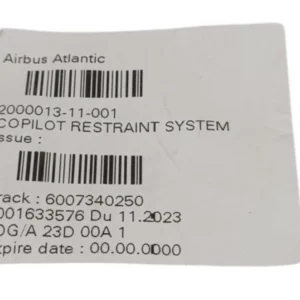 Airbus Atlantic
2000013-11-001
COPILOT RESTRAINT SYSTEM
ssue :
rack : 6007340250
001633576 Du 11.2023
OG/A 23D 00A 1
xpire date : 00.00.0000